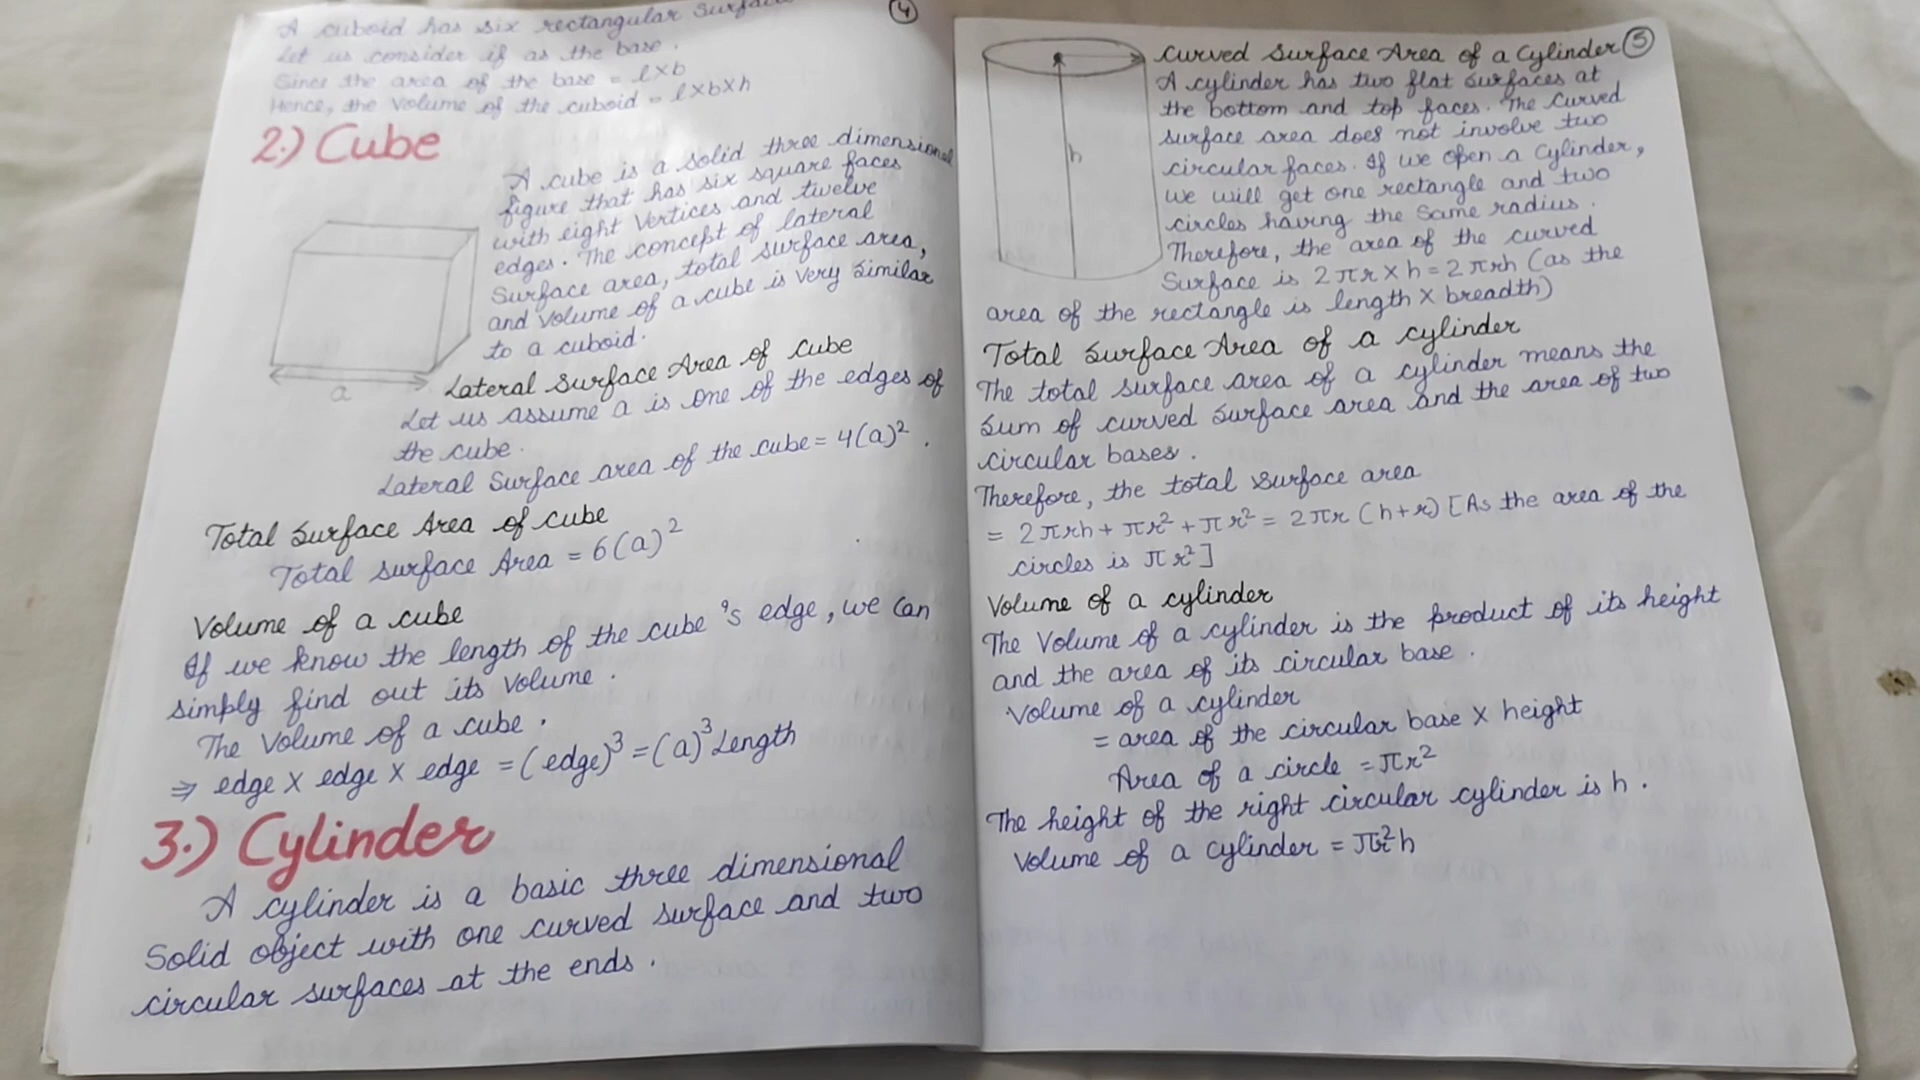 4
A cuboid has six rectangular surfaces
Let us consider if as the base.
Since the area of the base = l×b
Hence, the volume of the cuboid = l×b×h
2.) Cube
A cube is a solid three dimensional
figure that has six square faces
with eight vertices and twelve
edges. The concept of lateral
Surface area, total surface area,
and volume of a cube is very similar
to a cuboid.
a
Lateral Surface Area of Cube
Let us assume a is one of the edges of
the cube.
Lateral Surface area of the cube = 4(a)².
Total Surface Area of cube
Total surface Area = 6(a)²
Volume of a cube
If we know the length of the cube's edge, we can
simply find out its volume.
The Volume of a cube.
⇒ edge × edge × edge = (edge)³ = (a)³ Length
3.) Cylinder
A cylinder is a basic three dimensional
Solid object with one curved surface and two
circular surfaces at the ends.
5
h
Curved Surface Area of a Cylinder
A cylinder has two flat surfaces at
the bottom and top faces. The Curved
surface area does not involve two
circular faces. If we open a Cylinder,
we will get one rectangle and two
circles having the same radius.
Therefore, the area of the curved
Surface is 2πr×h = 2πrh (as the
area of the rectangle is length × breadth)
Total Surface Area of a cylinder
The total surface area of a cylinder means the
sum of curved surface area and the area of two
circular bases.
Therefore, the total surface area
= 2πrh + πr² + πr² = 2πr (h+r) [As the area of the
circles is πr²]
Volume of a cylinder
The Volume of a cylinder is the product of its height
and the area of its circular base.
Volume of a cylinder
= area of the circular base × height
Area of a circle = πr²
The height of the right circular cylinder is h.
Volume of a cylinder = πr²h